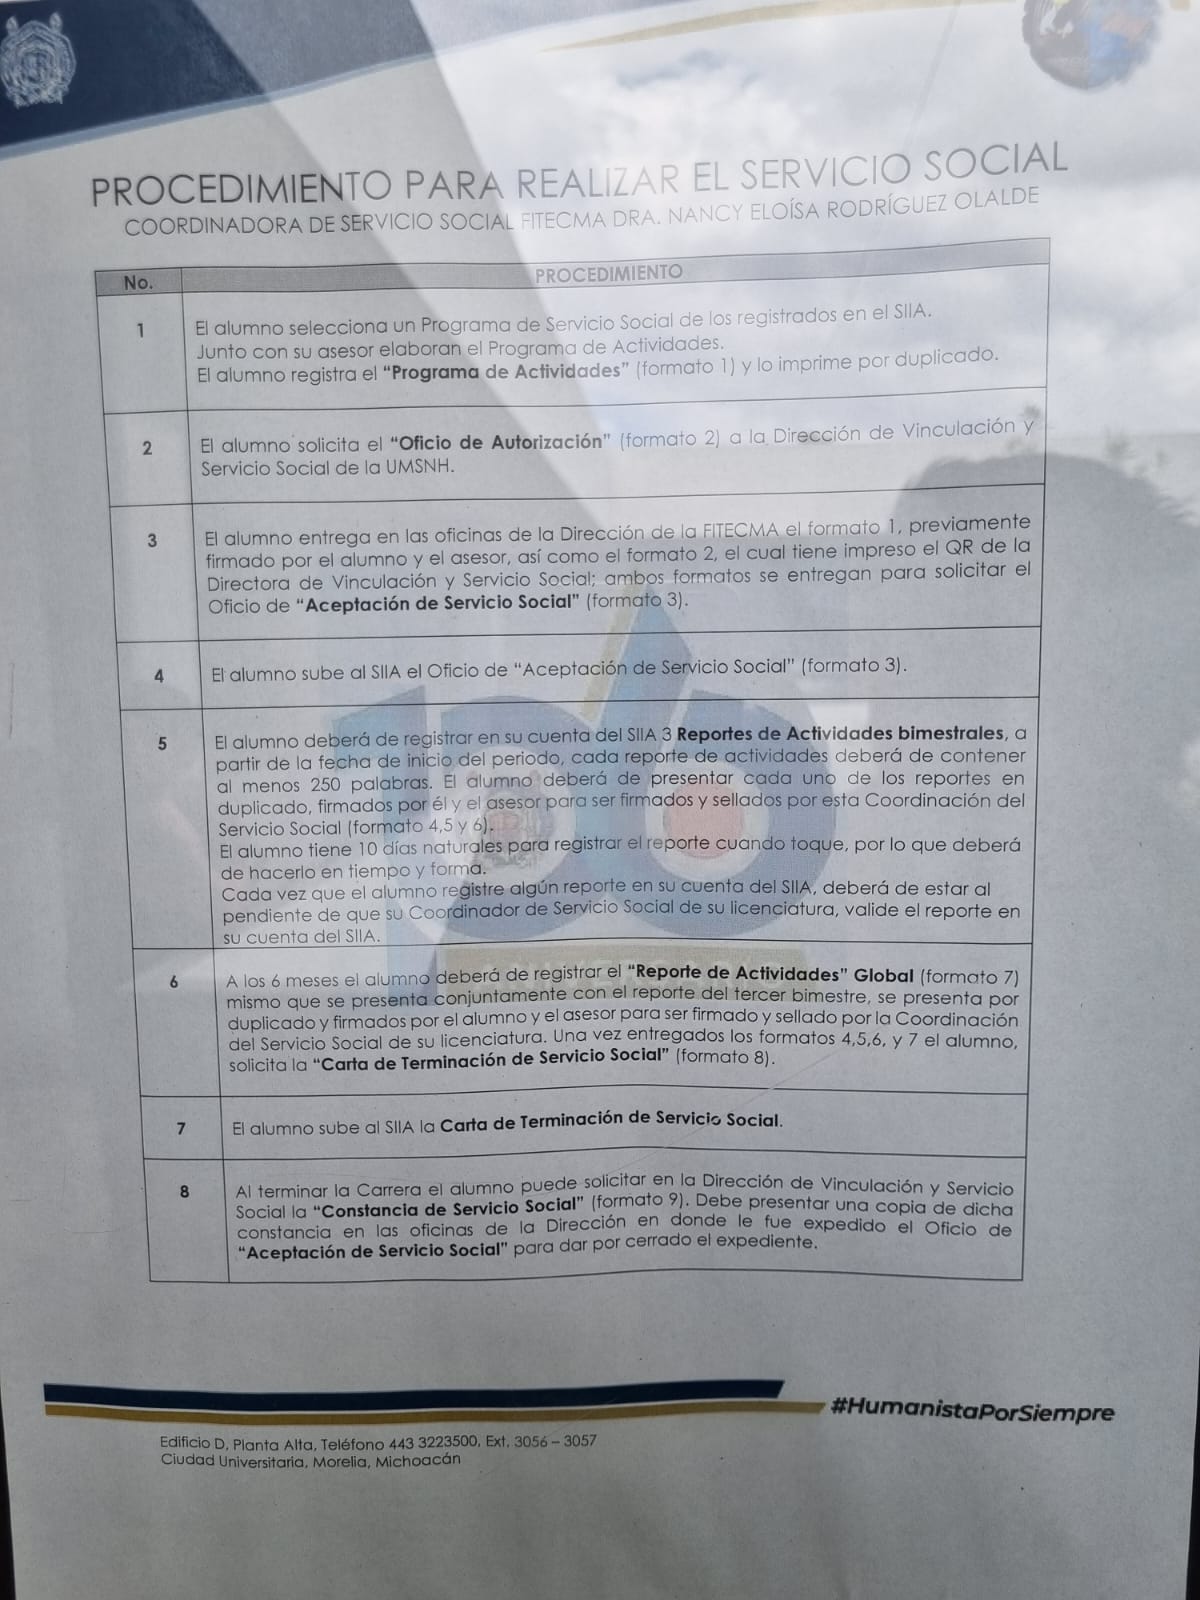 PROCEDIMIENTO PARA REALIZAR EL SERVICIO SOCIAL
COORDINADORA DE SERVICIO SOCIAL FITECMA DRA. NANCY ELOÍSA RODRÍGUEZ OLALDE
No.
PROCEDIMIENTO
1
El alumno selecciona un Programa de Servicio Social de los registrados en el SIIA.
Junto con su asesor elaboran el Programa de Actividades.
El alumno registra el “Programa de Actividades” (formato 1) y lo imprime por duplicado.
2
El alumno solicita el “Oficio de Autorización” (formato 2) a la Dirección de Vinculación y
Servicio Social de la UMSNH.
3
El alumno entrega en las oficinas de la Dirección de la FITECMA el formato 1, previamente
firmado por el alumno y el asesor, así como el formato 2, el cual tiene impreso el QR de la
Directora de Vinculación y Servicio Social; ambos formatos se entregan para solicitar el
Oficio de “Aceptación de Servicio Social” (formato 3).
4
El alumno sube al SIIA el Oficio de “Aceptación de Servicio Social” (formato 3).
5
El alumno deberá de registrar en su cuenta del SIIA 3 Reportes de Actividades bimestrales, a
partir de la fecha de inicio del periodo, cada reporte de actividades deberá de contener
al menos 250 palabras. El alumno deberá de presentar cada uno de los reportes en
duplicado, firmados por él y el asesor para ser firmados y sellados por esta Coordinación del
Servicio Social (formato 4,5 y 6).
El alumno tiene 10 días naturales para registrar el reporte cuando toque, por lo que deberá
de hacerlo en tiempo y forma.
Cada vez que el alumno registre algún reporte en su cuenta del SIIA, deberá de estar al
pendiente de que su Coordinador de Servicio Social de su licenciatura, valide el reporte en
su cuenta del SIIA.
6
A los 6 meses el alumno deberá de registrar el “Reporte de Actividades” Global (formato 7)
mismo que se presenta conjuntamente con el reporte del tercer bimestre, se presenta por
duplicado y firmados por el alumno y el asesor para ser firmado y sellado por la Coordinación
del Servicio Social de su licenciatura. Una vez entregados los formatos 4,5,6, y 7 el alumno,
solicita la “Carta de Terminación de Servicio Social” (formato 8).
7
El alumno sube al SIIA la Carta de Terminación de Servicio Social.
8
Al terminar la Carrera el alumno puede solicitar en la Dirección de Vinculación y Servicio
Social la “Constancia de Servicio Social” (formato 9). Debe presentar una copia de dicha
constancia en las oficinas de la Dirección en donde le fue expedido el Oficio de
“Aceptación de Servicio Social” para dar por cerrado el expediente.
106
ANIVERSARIO
#HumanistaPorSiempre
Edificio D, Planta Alta, Teléfono 443 3223500, Ext. 3056 – 3057
Ciudad Universitaria, Morelia, Michoacán